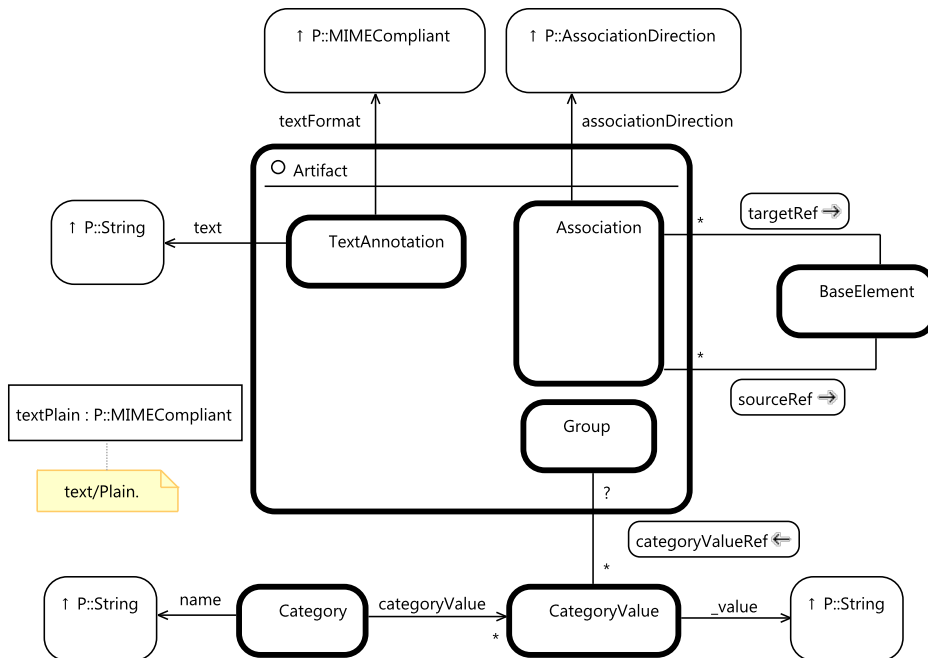 ↑ P::MIMECompliant
↑ P::AssociationDirection
textFormat
associationDirection
Artifact
↑ P::String
text
TextAnnotation
Association
*
targetRef →
BaseElement
*
sourceRef →
textPlain : P::MIMECompliant
text/Plain.
Group
?
categoryValueRef ←
*
↑ P::String
name
Category
categoryValue
*
CategoryValue
_value
↑ P::String